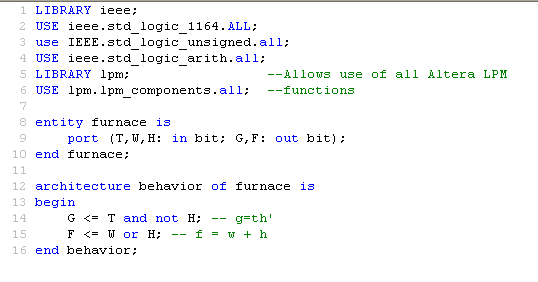 1 LIBRARY ieee;
2 USE ieee.std_logic_1164.ALL;
3 use IEEE.std_logic_unsigned.all;
4 USE ieee.std_logic_arith.all;
5 LIBRARY lpm;                 --Allows use of all Altera LPM
6 USE lpm.lpm_components.all;  --functions
7
8 entity furnace is
9     port (T,W,H: in bit; G,F: out bit);
10 end furnace;
11
12 architecture behavior of furnace is
13 begin
14     G <= T and not H; -- g=th'
15     F <= W or H; -- f = w + h
16 end behavior;